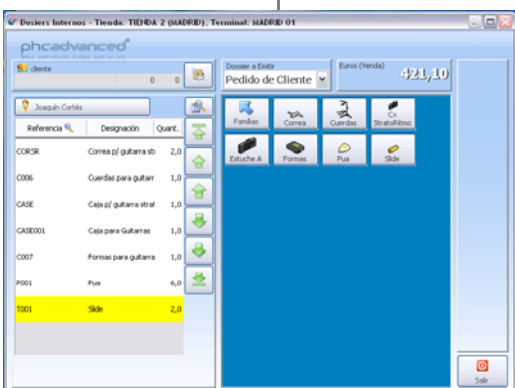 Dosiers Internos - Tienda: TIENDA 2 (MADRID), Terminal: MADRID 01
phcadvanced
cliente
0 0
Dossier a Emitir
Pedido de Cliente
Euros (Venda)
421,10
Joaquín Cortés
Referencia Designación Quant.
CORSR Correa p/ guitarra st 2,0
C006 Cuerdas para guitarr 1,0
CASE Caja p/ guitarra strat 1,0
CASE001 Caja para Guitarras 1,0
C007 Formas para guitarra 1,0
P001 Pua 6,0
T001 Slide 2,0
Familias Correa Cuerdas Cx StratoRitmo
Estuche A Formas Pua Slide
Salir